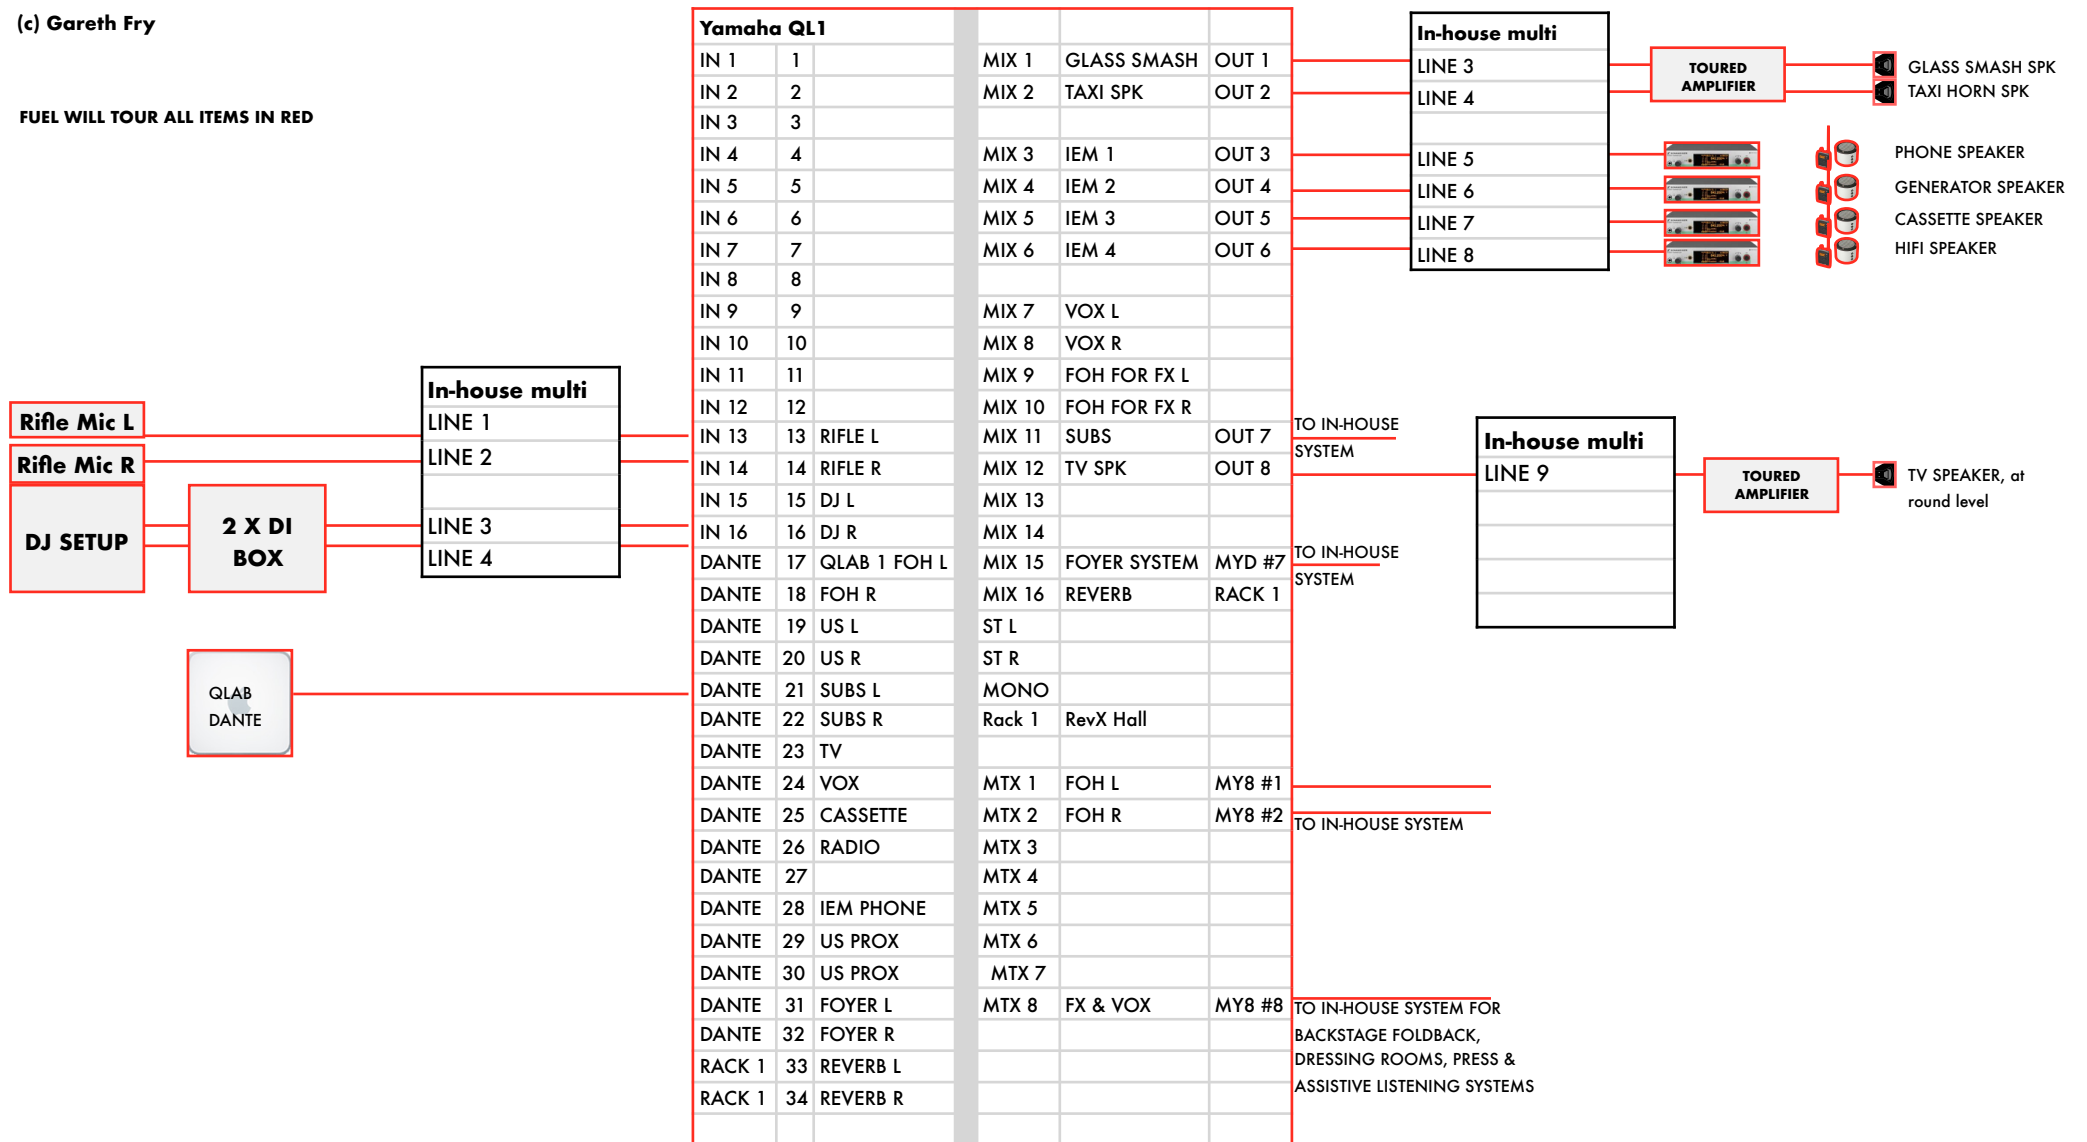 (c) Gareth Fry
FUEL WILL TOUR ALL ITEMS IN RED
Rifle Mic L
Rifle Mic R
DJ SETUP
2 X DI
BOX
In-house multi
LINE 1
LINE 2
LINE 3
LINE 4
QLAB
DANTE
Yamaha QL1
IN 1 1 MIX 1 GLASS SMASH OUT 1
IN 2 2 MIX 2 TAXI SPK OUT 2
IN 3 3
IN 4 4 MIX 3 IEM 1 OUT 3
IN 5 5 MIX 4 IEM 2 OUT 4
IN 6 6 MIX 5 IEM 3 OUT 5
IN 7 7 MIX 6 IEM 4 OUT 6
IN 8 8
IN 9 9 MIX 7 VOX L
IN 10 10 MIX 8 VOX R
IN 11 11 MIX 9 FOH FOR FX L
IN 12 12 MIX 10 FOH FOR FX R
IN 13 13 RIFLE L MIX 11 SUBS OUT 7
IN 14 14 RIFLE R MIX 12 TV SPK OUT 8
IN 15 15 DJ L MIX 13
IN 16 16 DJ R MIX 14
DANTE 17 QLAB 1 FOH L MIX 15 FOYER SYSTEM MYD #7
DANTE 18 FOH R MIX 16 REVERB RACK 1
DANTE 19 US L ST L
DANTE 20 US R ST R
DANTE 21 SUBS L MONO
DANTE 22 SUBS R Rack 1 RevX Hall
DANTE 23 TV
DANTE 24 VOX MTX 1 FOH L MY8 #1
DANTE 25 CASSETTE MTX 2 FOH R MY8 #2
DANTE 26 RADIO MTX 3
DANTE 27 MTX 4
DANTE 28 IEM PHONE MTX 5
DANTE 29 US PROX MTX 6
DANTE 30 US PROX MTX 7
DANTE 31 FOYER L MTX 8 FX & VOX MY8 #8
DANTE 32 FOYER R
RACK 1 33 REVERB L
RACK 1 34 REVERB R
TO IN-HOUSE
SYSTEM
TO IN-HOUSE
SYSTEM
TO IN-HOUSE SYSTEM
TO IN-HOUSE SYSTEM FOR
BACKSTAGE FOLDBACK,
DRESSING ROOMS, PRESS &
ASSISTIVE LISTENING SYSTEMS
In-house multi
LINE 3
LINE 4
LINE 5
LINE 6
LINE 7
LINE 8
TOURED
AMPLIFIER
GLASS SMASH SPK
TAXI HORN SPK
PHONE SPEAKER
GENERATOR SPEAKER
CASSETTE SPEAKER
HIFI SPEAKER
In-house multi
LINE 9
TOURED
AMPLIFIER
TV SPEAKER, at
round level